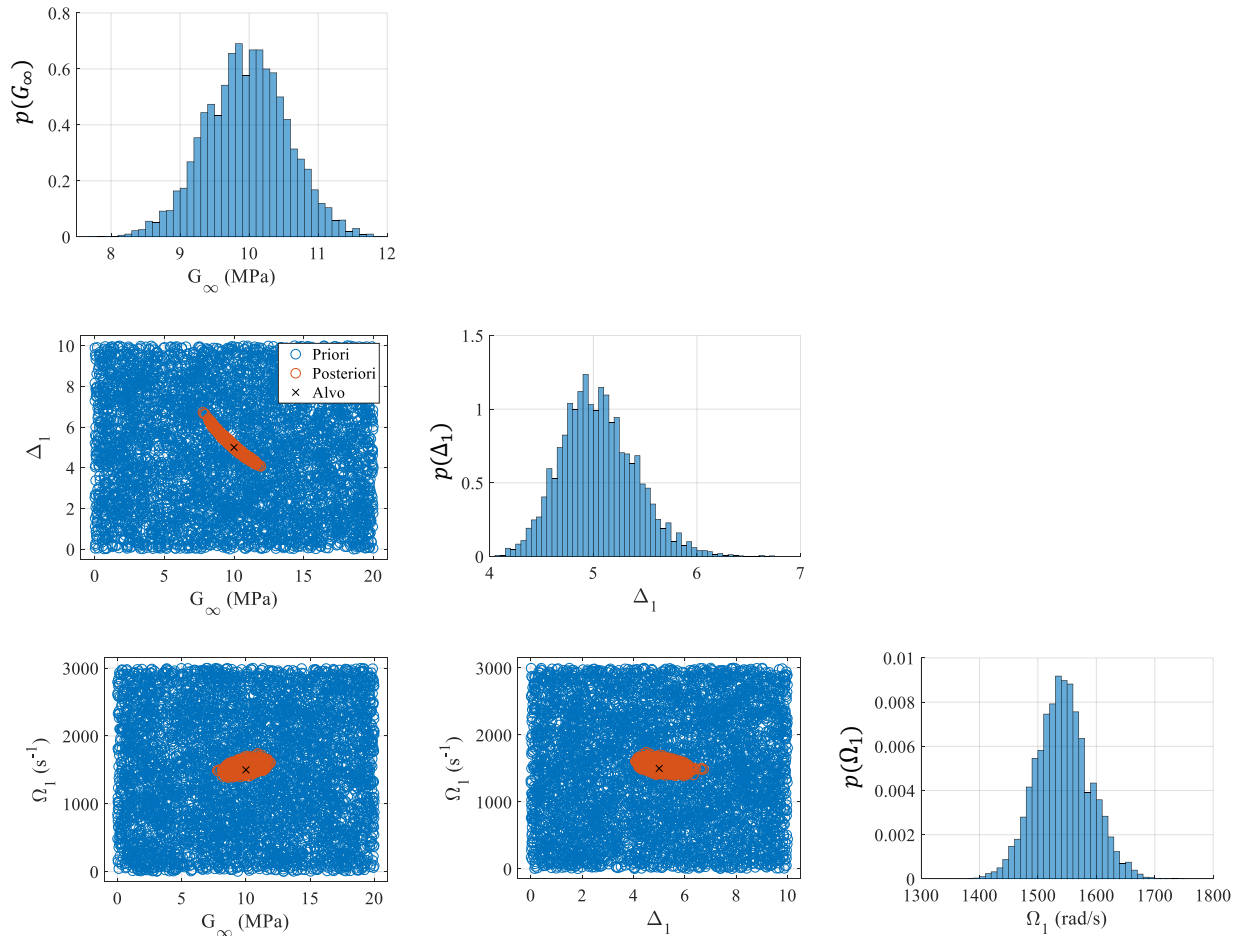 0.8
0.6
0.4
0.2
0
p(G∞)
8 9 10 11 12
G∞ (MPa)
10
8
6
4
2
0
Δ1
Priori
Posteriori
Alvo
0 5 10 15 20
G∞ (MPa)
1.5
1
0.5
0
p(Δ1)
4 5 6 7
Δ1
3000
2000
1000
0
Ω1 (s-1)
0 5 10 15 20
G∞ (MPa)
3000
2000
1000
0
Ω1 (s-1)
0 2 4 6 8 10
Δ1
0.01
0.008
0.006
0.004
0.002
0
p(Ω1)
1300 1400 1500 1600 1700 1800
Ω1 (rad/s)